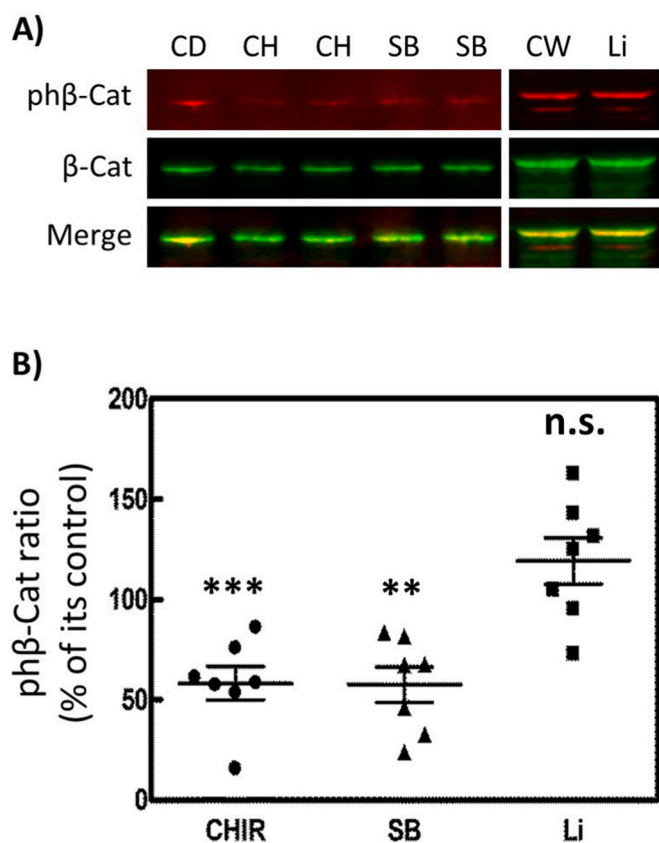 A)
CD CH CH SB SB CW Li
phβ-Cat
β-Cat
Merge
B)
phβ-Cat ratio
(% of its control)
200
150
100
50
0
***
**
n.s.
CHIR SB Li